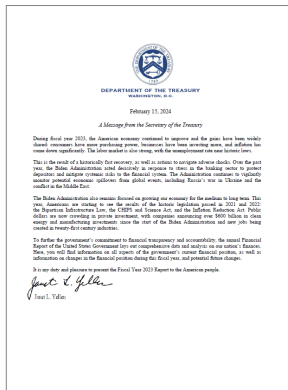 DEPARTMENT OF THE TREASURY
WASHINGTON, D.C.
February 15, 2024
A Message from the Secretary of the Treasury
During fiscal year 2023, the American economy continued to improve and the gains have been widely
shared: consumers have more purchasing power, businesses have been investing more, and inflation has
come down significantly. The labor market is also strong, with the unemployment rate near historic lows.
This is the result of a historically fast recovery, as well as actions to navigate adverse shocks. Over the past
year, the Biden Administration acted decisively in response to stress in the banking sector to protect
depositors and mitigate systemic risks to the financial system. The Administration continues to vigilantly
monitor potential economic spillovers from global events, including Russia's war in Ukraine and the
conflict in the Middle East.
The Biden Administration also remains focused on growing our economy for the medium to long term. This
year, Americans are starting to see the results of the historic legislation passed in 2021 and 2022:
the Bipartisan Infrastructure Law, the CHIPS and Science Act, and the Inflation Reduction Act. Public
dollars are now crowding in private investment, with companies announcing over $600 billion in clean
energy and manufacturing investments since the start of the Biden Administration and new jobs being
created in twenty-first century industries.
To further the government's commitment to financial transparency and accountability, the annual Financial
Report of the United States Government lays out comprehensive data and analysis on our nation's finances.
Here, you will find information on all aspects of the government's current financial position, as well as
information on changes in the financial position during this fiscal year, and potential future changes.
It is my duty and pleasure to present the Fiscal Year 2023 Report to the American people.
Janet L. Yellen
Janet L. Yellen